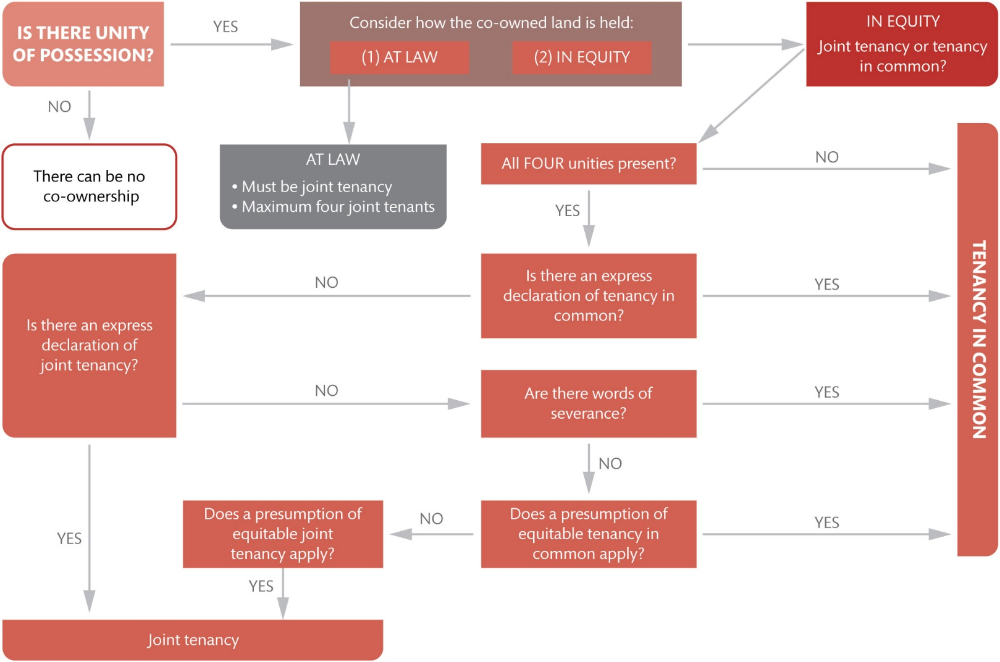 IS THERE UNITY
OF POSSESSION?
YES
Consider how the co-owned land is held:
(1) AT LAW
(2) IN EQUITY
IN EQUITY
Joint tenancy or tenancy
in common?
NO
There can be no
co-ownership
AT LAW
• Must be joint tenancy
• Maximum four joint tenants
All FOUR unities present?
NO
YES
TENANCY IN COMMON
Is there an express
declaration of tenancy in
common?
NO
YES
Is there an express
declaration of
joint tenancy?
NO
Are there words of
severance?
YES
NO
Does a presumption of
equitable tenancy in
common apply?
YES
NO
Does a presumption of
equitable joint
tenancy apply?
YES
YES
Joint tenancy